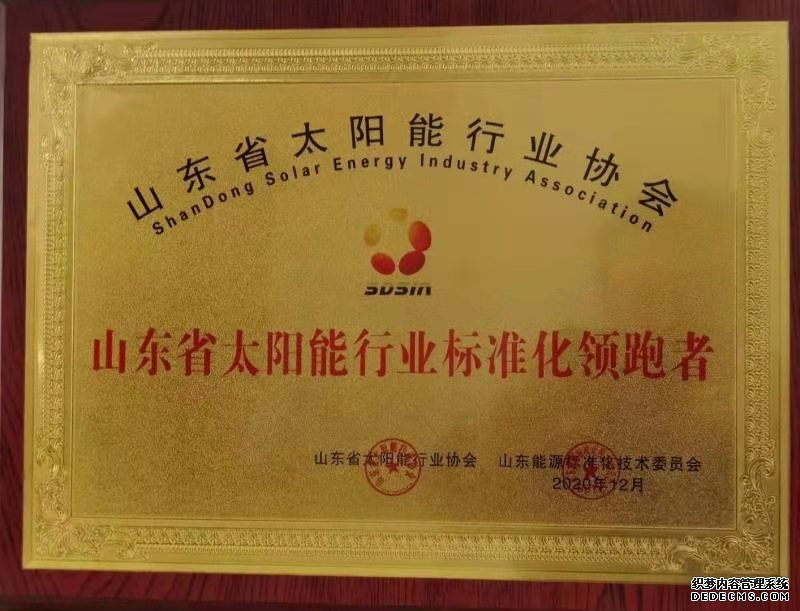 山东省太阳能行业协会
ShanDong Solar Energy Industry Association
SDSIA
山东省太阳能行业标准化领跑者
山东省太阳能行业协会 山东能源标准化技术委员会
2020年12月
织梦内容管理系统
DEDECMS.COM